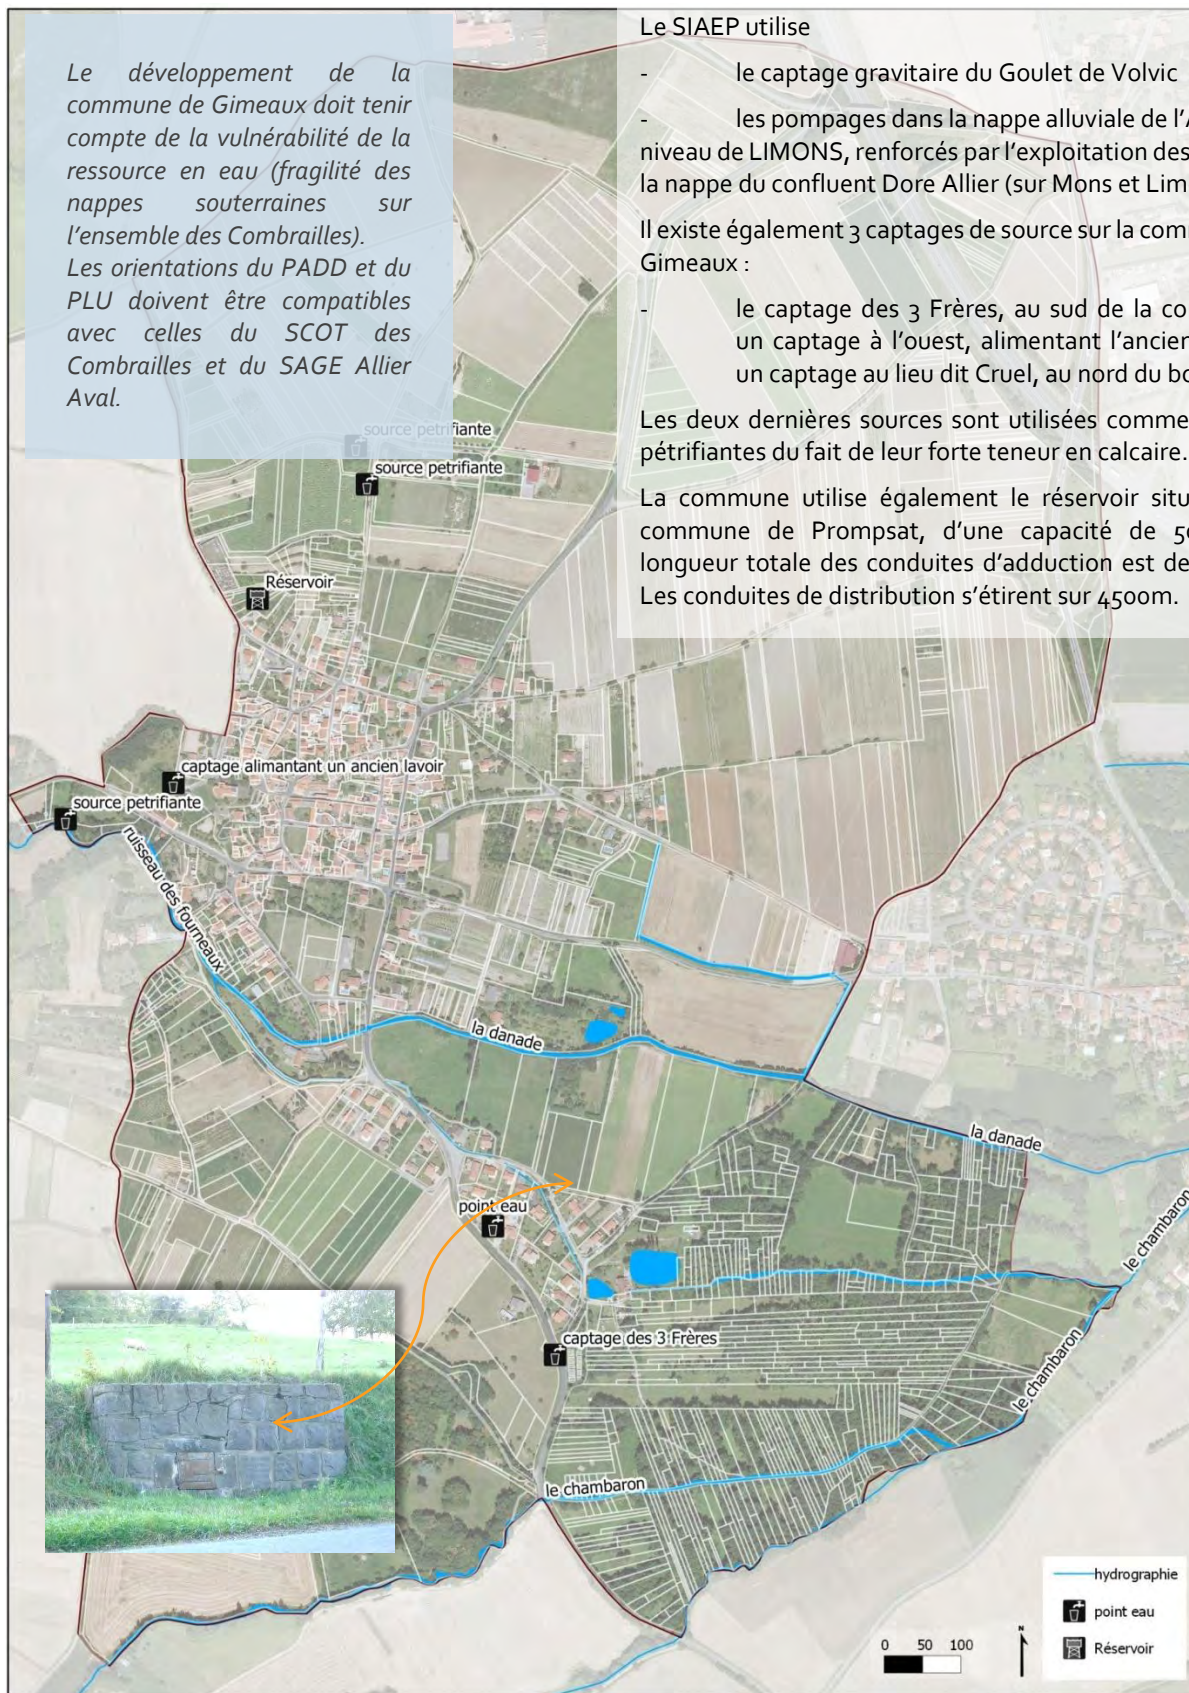 Le développement de la
commune de Gimeaux doit tenir
compte de la vulnérabilité de la
ressource en eau (fragilité des
nappes souterraines sur
l'ensemble des Combrailles).
Les orientations du PADD et du
PLU doivent être compatibles
avec celles du SCOT des
Combrailles et du SAGE Allier
Aval.
Le SIAEP utilise
- le captage gravitaire du Goulet de Volvic
- les pompages dans la nappe alluviale de l'
niveau de LIMONS, renforcés par l'exploitation des
la nappe du confluent Dore Allier (sur Mons et Lim
Il existe également 3 captages de source sur la com
Gimeaux :
- le captage des 3 Frères, au sud de la co
un captage à l'ouest, alimentant l'ancien
un captage au lieu dit Cruel, au nord du bo
Les deux dernières sources sont utilisées comme
pétrifiantes du fait de leur forte teneur en calcaire.
La commune utilise également le réservoir situ
commune de Prompsat, d'une capacité de 5
longueur totale des conduites d'adduction est de
Les conduites de distribution s'étirent sur 4500m.
source petrifiante
source petrifiante
Réservoir
captage alimantant un ancien lavoir
source petrifiante
ruisseau des fourneaux
la danade
la danade
point eau
le chambaron
captage des 3 Frères
le chambaron
le chambaron
hydrographie
point eau
Réservoir
0 50 100
N